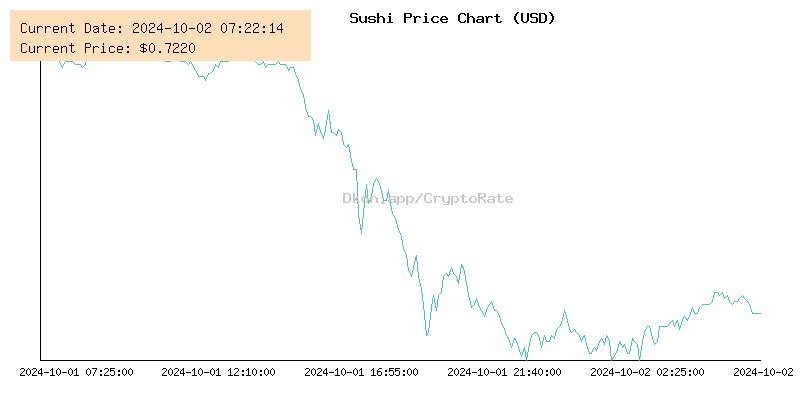 Sushi Price Chart (USD)
Current Date: 2024-10-02 07:22:14
Current Price: $0.7220
Dkon.app/CryptoRate
2024-10-01 07:25:00 2024-10-01 12:10:00 2024-10-01 16:55:00 2024-10-01 21:40:00 2024-10-02 02:25:00 2024-10-02